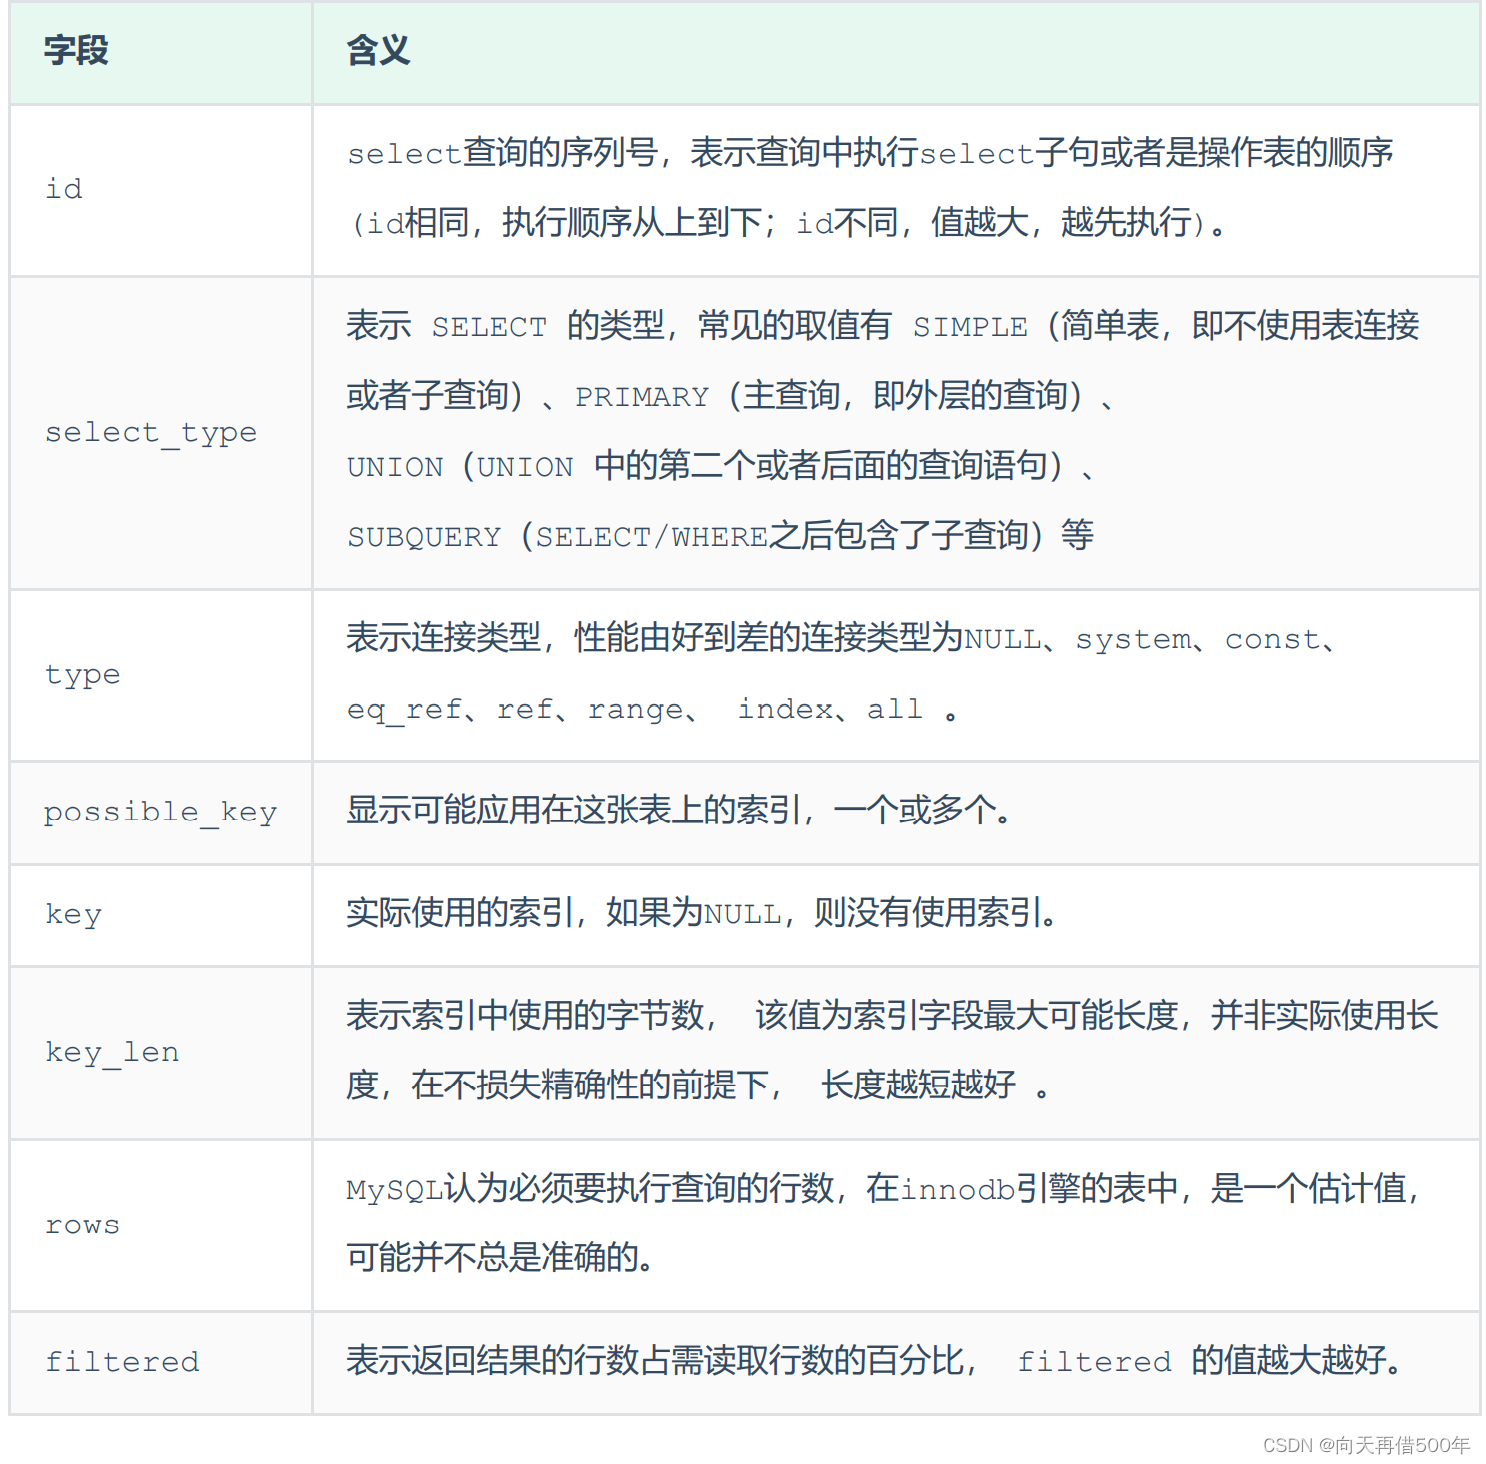 字段 含义
id
select查询的序列号，表示查询中执行select子句或者是操作表的顺序
(id相同，执行顺序从上到下；id不同，值越大，越先执行)。
select_type
表示 SELECT 的类型，常见的取值有 SIMPLE（简单表，即不使用表连接
或者子查询）、PRIMARY（主查询，即外层的查询）、
UNION（UNION 中的第二个或者后面的查询语句）、
SUBQUERY（SELECT/WHERE之后包含了子查询）等
type
表示连接类型，性能由好到差的连接类型为NULL、system、const、
eq_ref、ref、range、 index、all 。
possible_key 显示可能应用在这张表上的索引，一个或多个。
key 实际使用的索引，如果为NULL，则没有使用索引。
key_len
表示索引中使用的字节数， 该值为索引字段最大可能长度，并非实际使用长
度，在不损失精确性的前提下， 长度越短越好 。
rows
MySQL认为必须要执行查询的行数，在innodb引擎的表中，是一个估计值，
可能并不总是准确的。
filtered 表示返回结果的行数占需读取行数的百分比， filtered 的值越大越好。
CSDN @向天再借500年